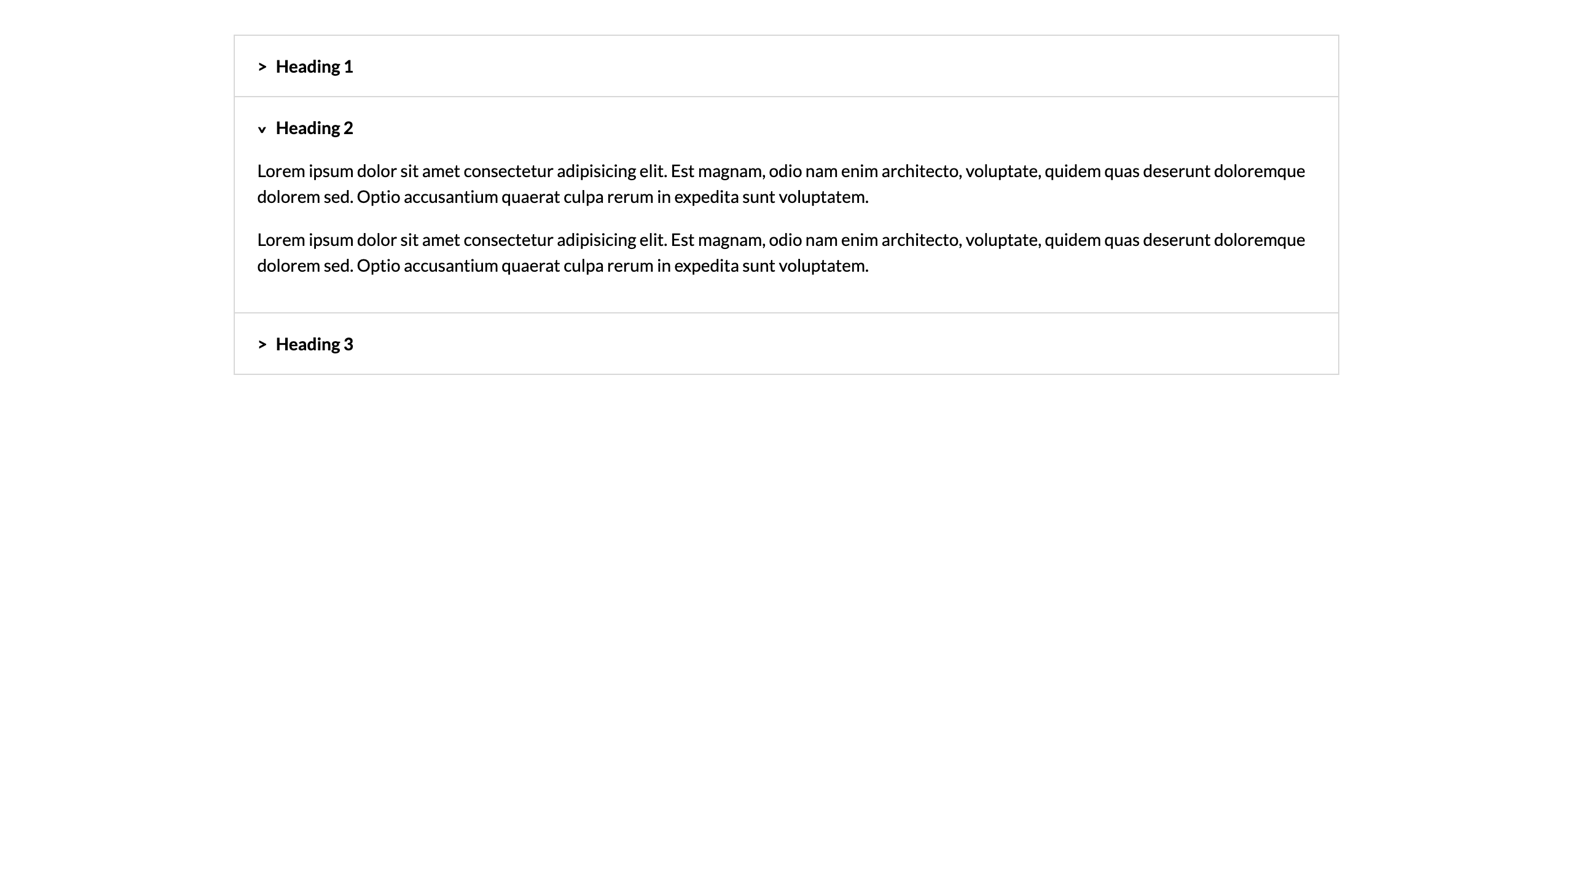 > Heading 1
v Heading 2
Lorem ipsum dolor sit amet consectetur adipisicing elit. Est magnam, odio nam enim architecto, voluptate, quidem quas deserunt doloremque
dolorem sed. Optio accusantium quaerat culpa rerum in expedita sunt voluptatem.
Lorem ipsum dolor sit amet consectetur adipisicing elit. Est magnam, odio nam enim architecto, voluptate, quidem quas deserunt doloremque
dolorem sed. Optio accusantium quaerat culpa rerum in expedita sunt voluptatem.
> Heading 3